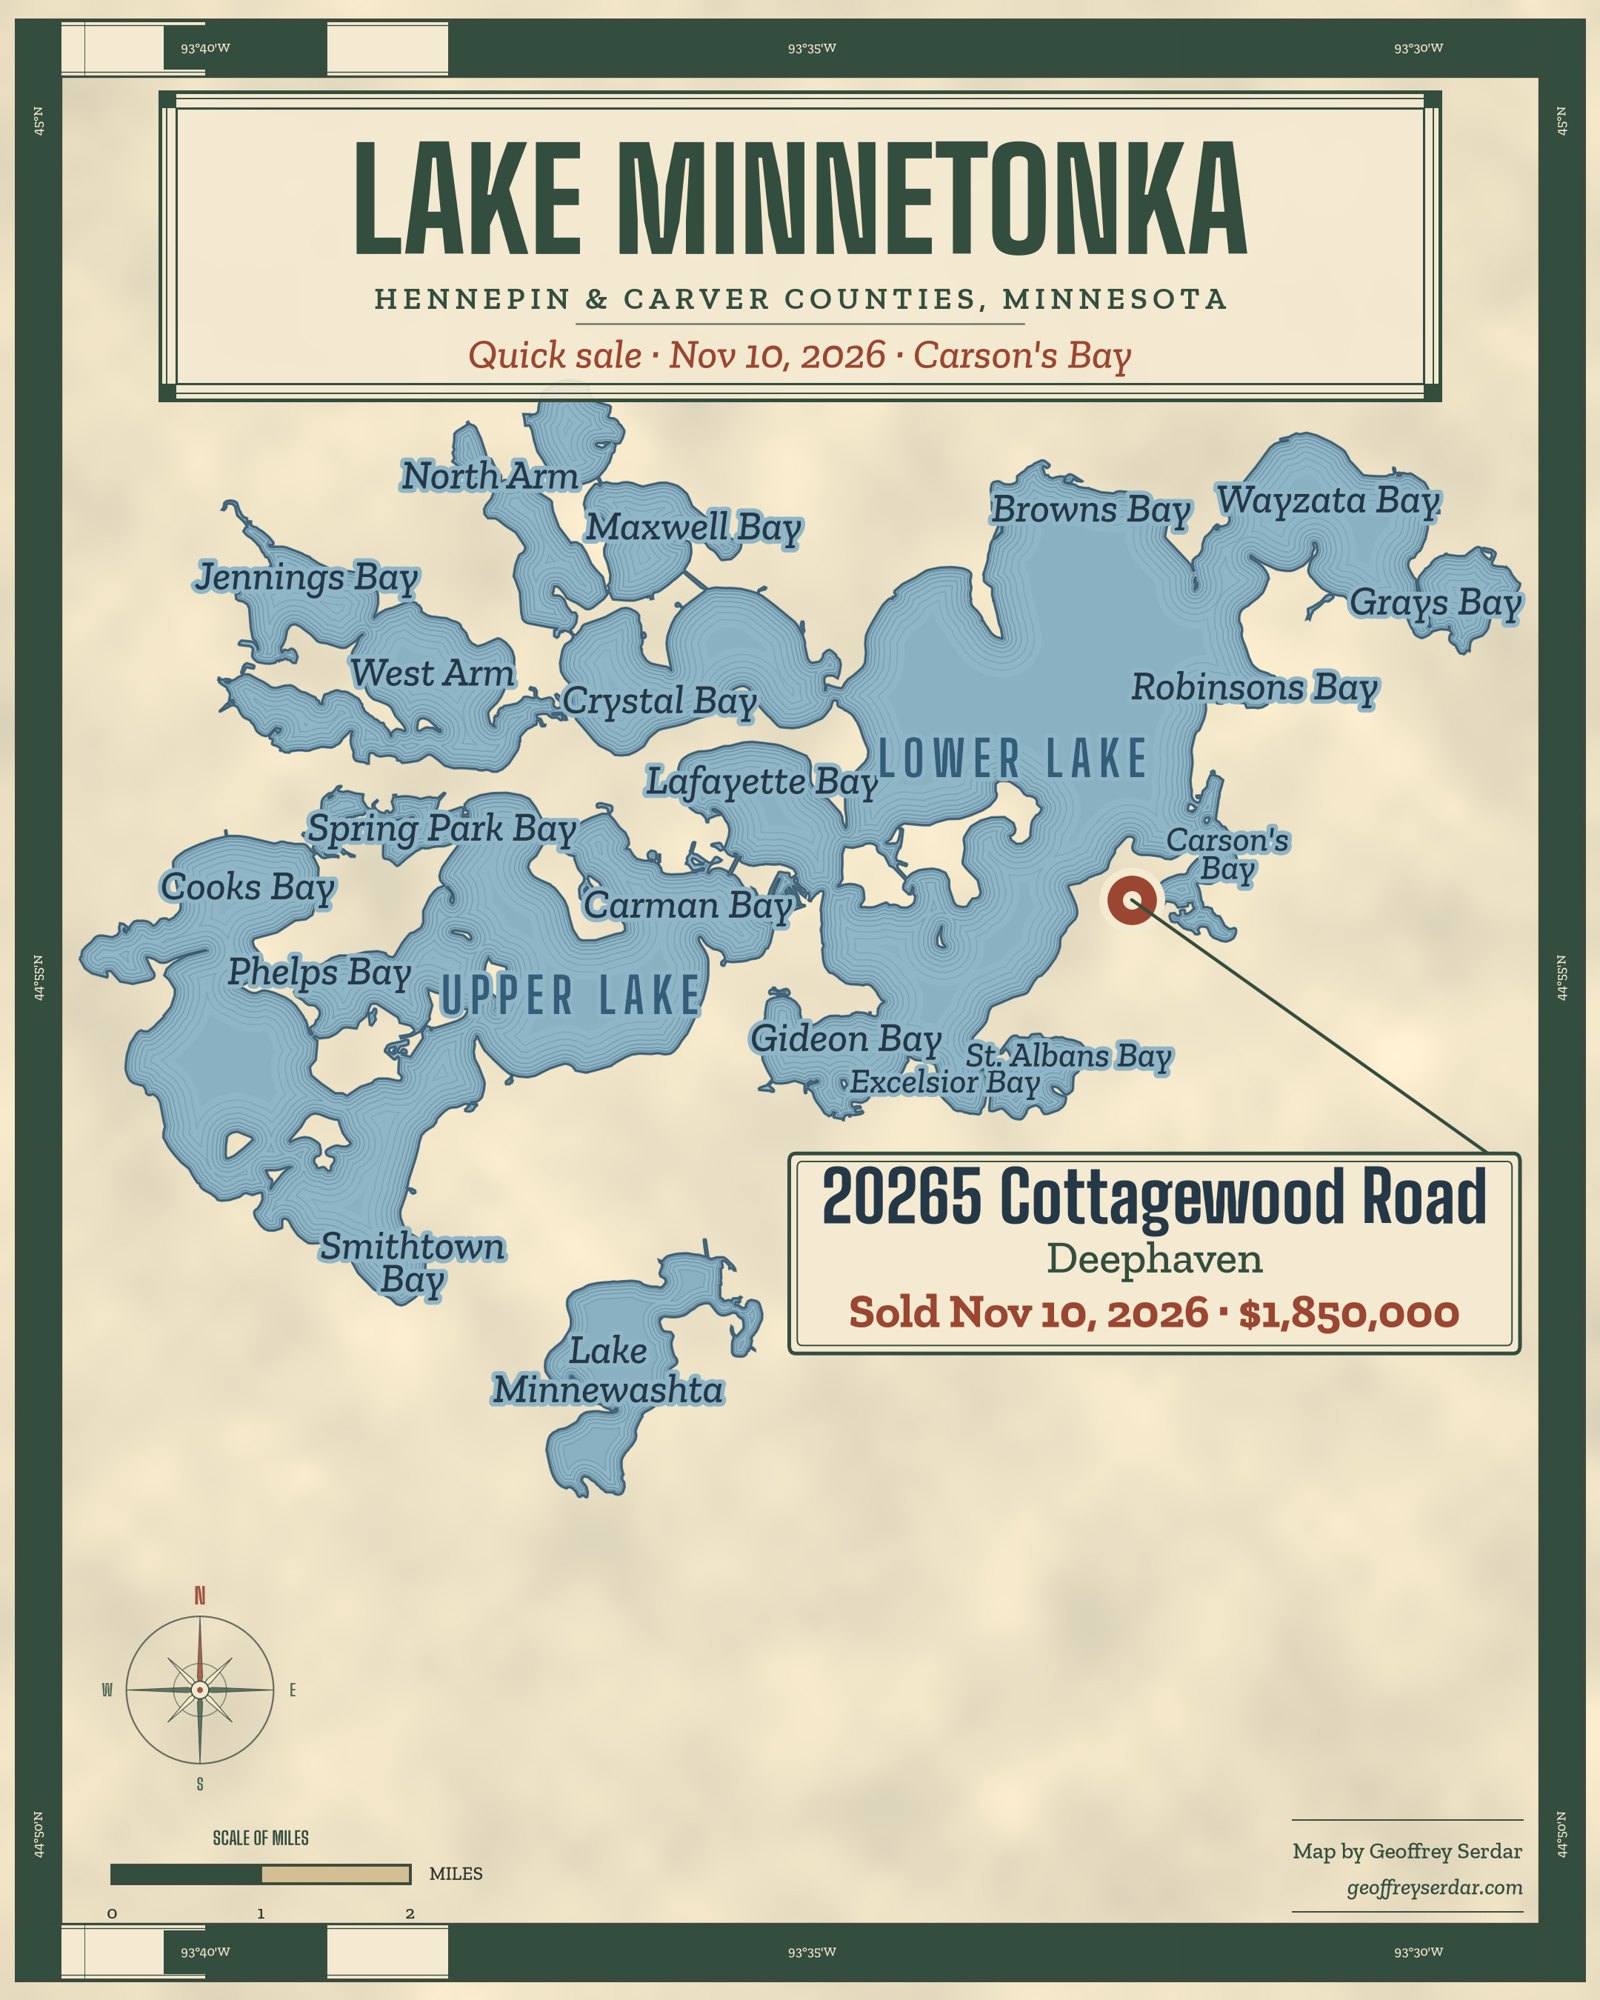 93°40'W
93°35'W
93°30'W
45°N
45°N
LAKE MINNETONKA
HENNEPIN & CARVER COUNTIES, MINNESOTA
Quick sale · Nov 10, 2026 · Carson's Bay
North Arm
Maxwell Bay
Browns Bay
Wayzata Bay
Jennings Bay
Grays Bay
West Arm
Crystal Bay
Robinsons Bay
LOWER LAKE
Lafayette Bay
Spring Park Bay
Carson's
Bay
Cooks Bay
Carman Bay
Phelps Bay
UPPER LAKE
44°55'N
44°55'N
Gideon Bay
St. Albans Bay
Excelsior Bay
20265 Cottagewood Road
Deephaven
Sold Nov 10, 2026 · $1,850,000
Smithtown
Bay
Lake
Minnewashta
N
W
E
S
SCALE OF MILES
MILES
0
1
2
Map by Geoffrey Serdar
geoffreyserdar.com
44°50'N
44°50'N
93°40'W
93°35'W
93°30'W